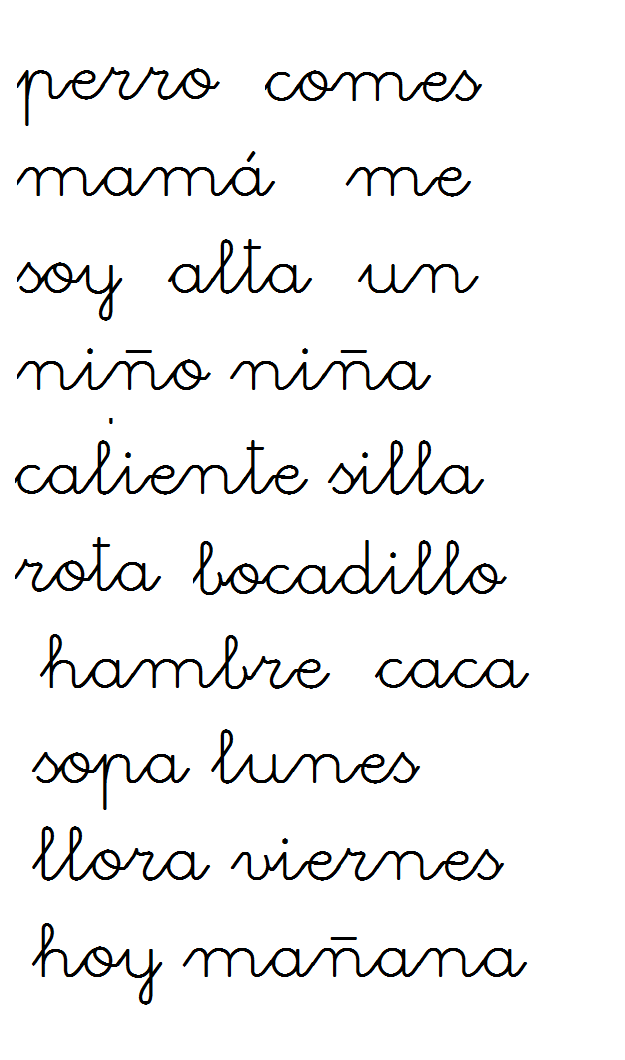 perro comes
mamá me
soy alta un
niño niña
caliente silla
rota bocadillo
hambre caca
sopa lunes
llora viernes
hoy mañana